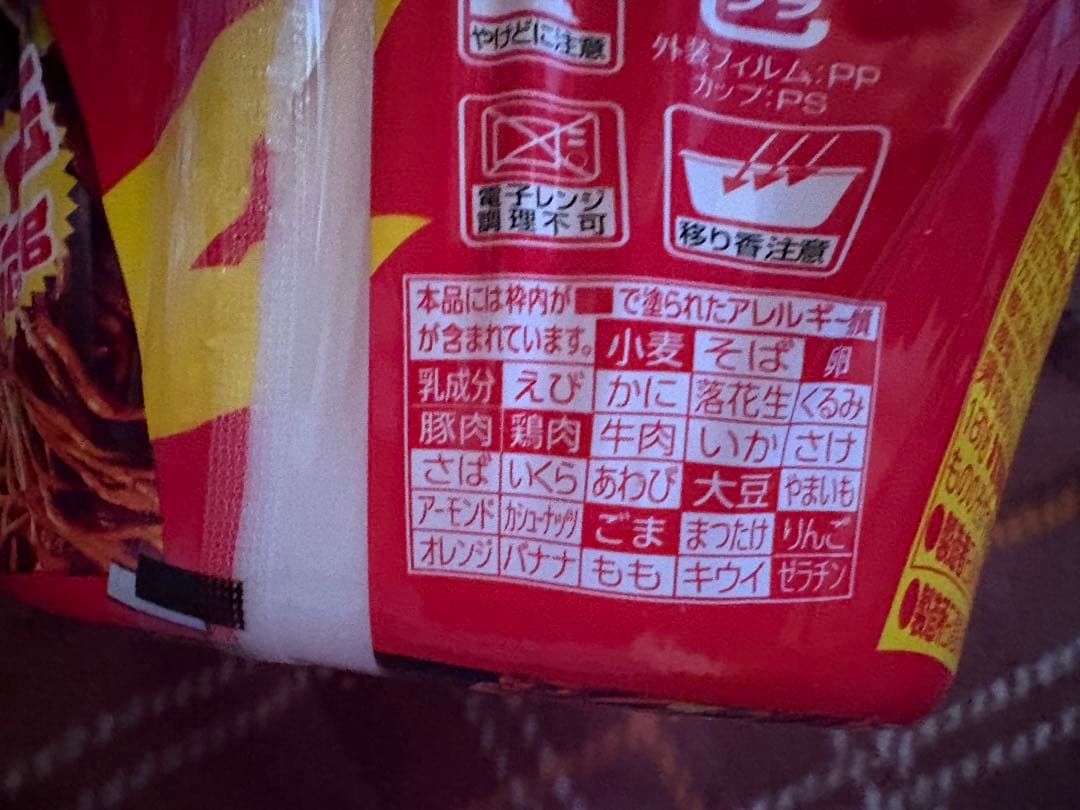 やけどに注意
プラ
外装フィルム:PP
カップ:PS
電子レンジ
調理不可
移り香注意
本品には枠内が で塗られたアレルギー
が含まれています。 小麦 そば 卵
乳成分 えび かに 落花生 くるみ
豚肉 鶏肉 牛肉 いか さけ
さば いくら あわび 大豆 やまいも
アーモンド カシューナッツ ごま まつたけ りんご
オレンジ バナナ もも キウイ ゼラチン